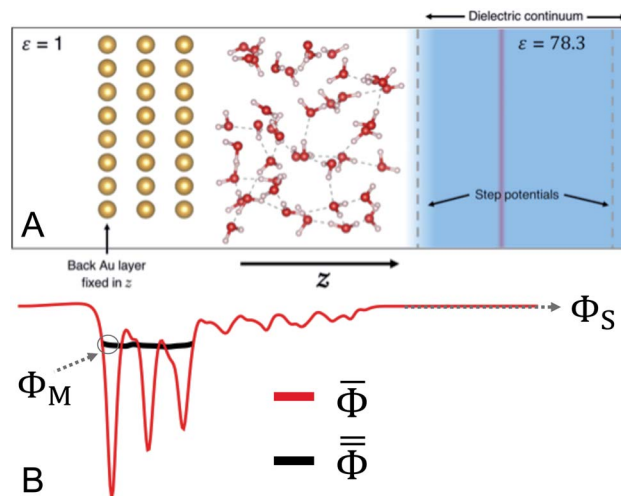 Dielectric continuum
ε = 1
ε = 78.3
Step potentials
A
Back Au layer
fixed in z
z
Φ_S
Φ_M
Φ̅
Φ̿
B